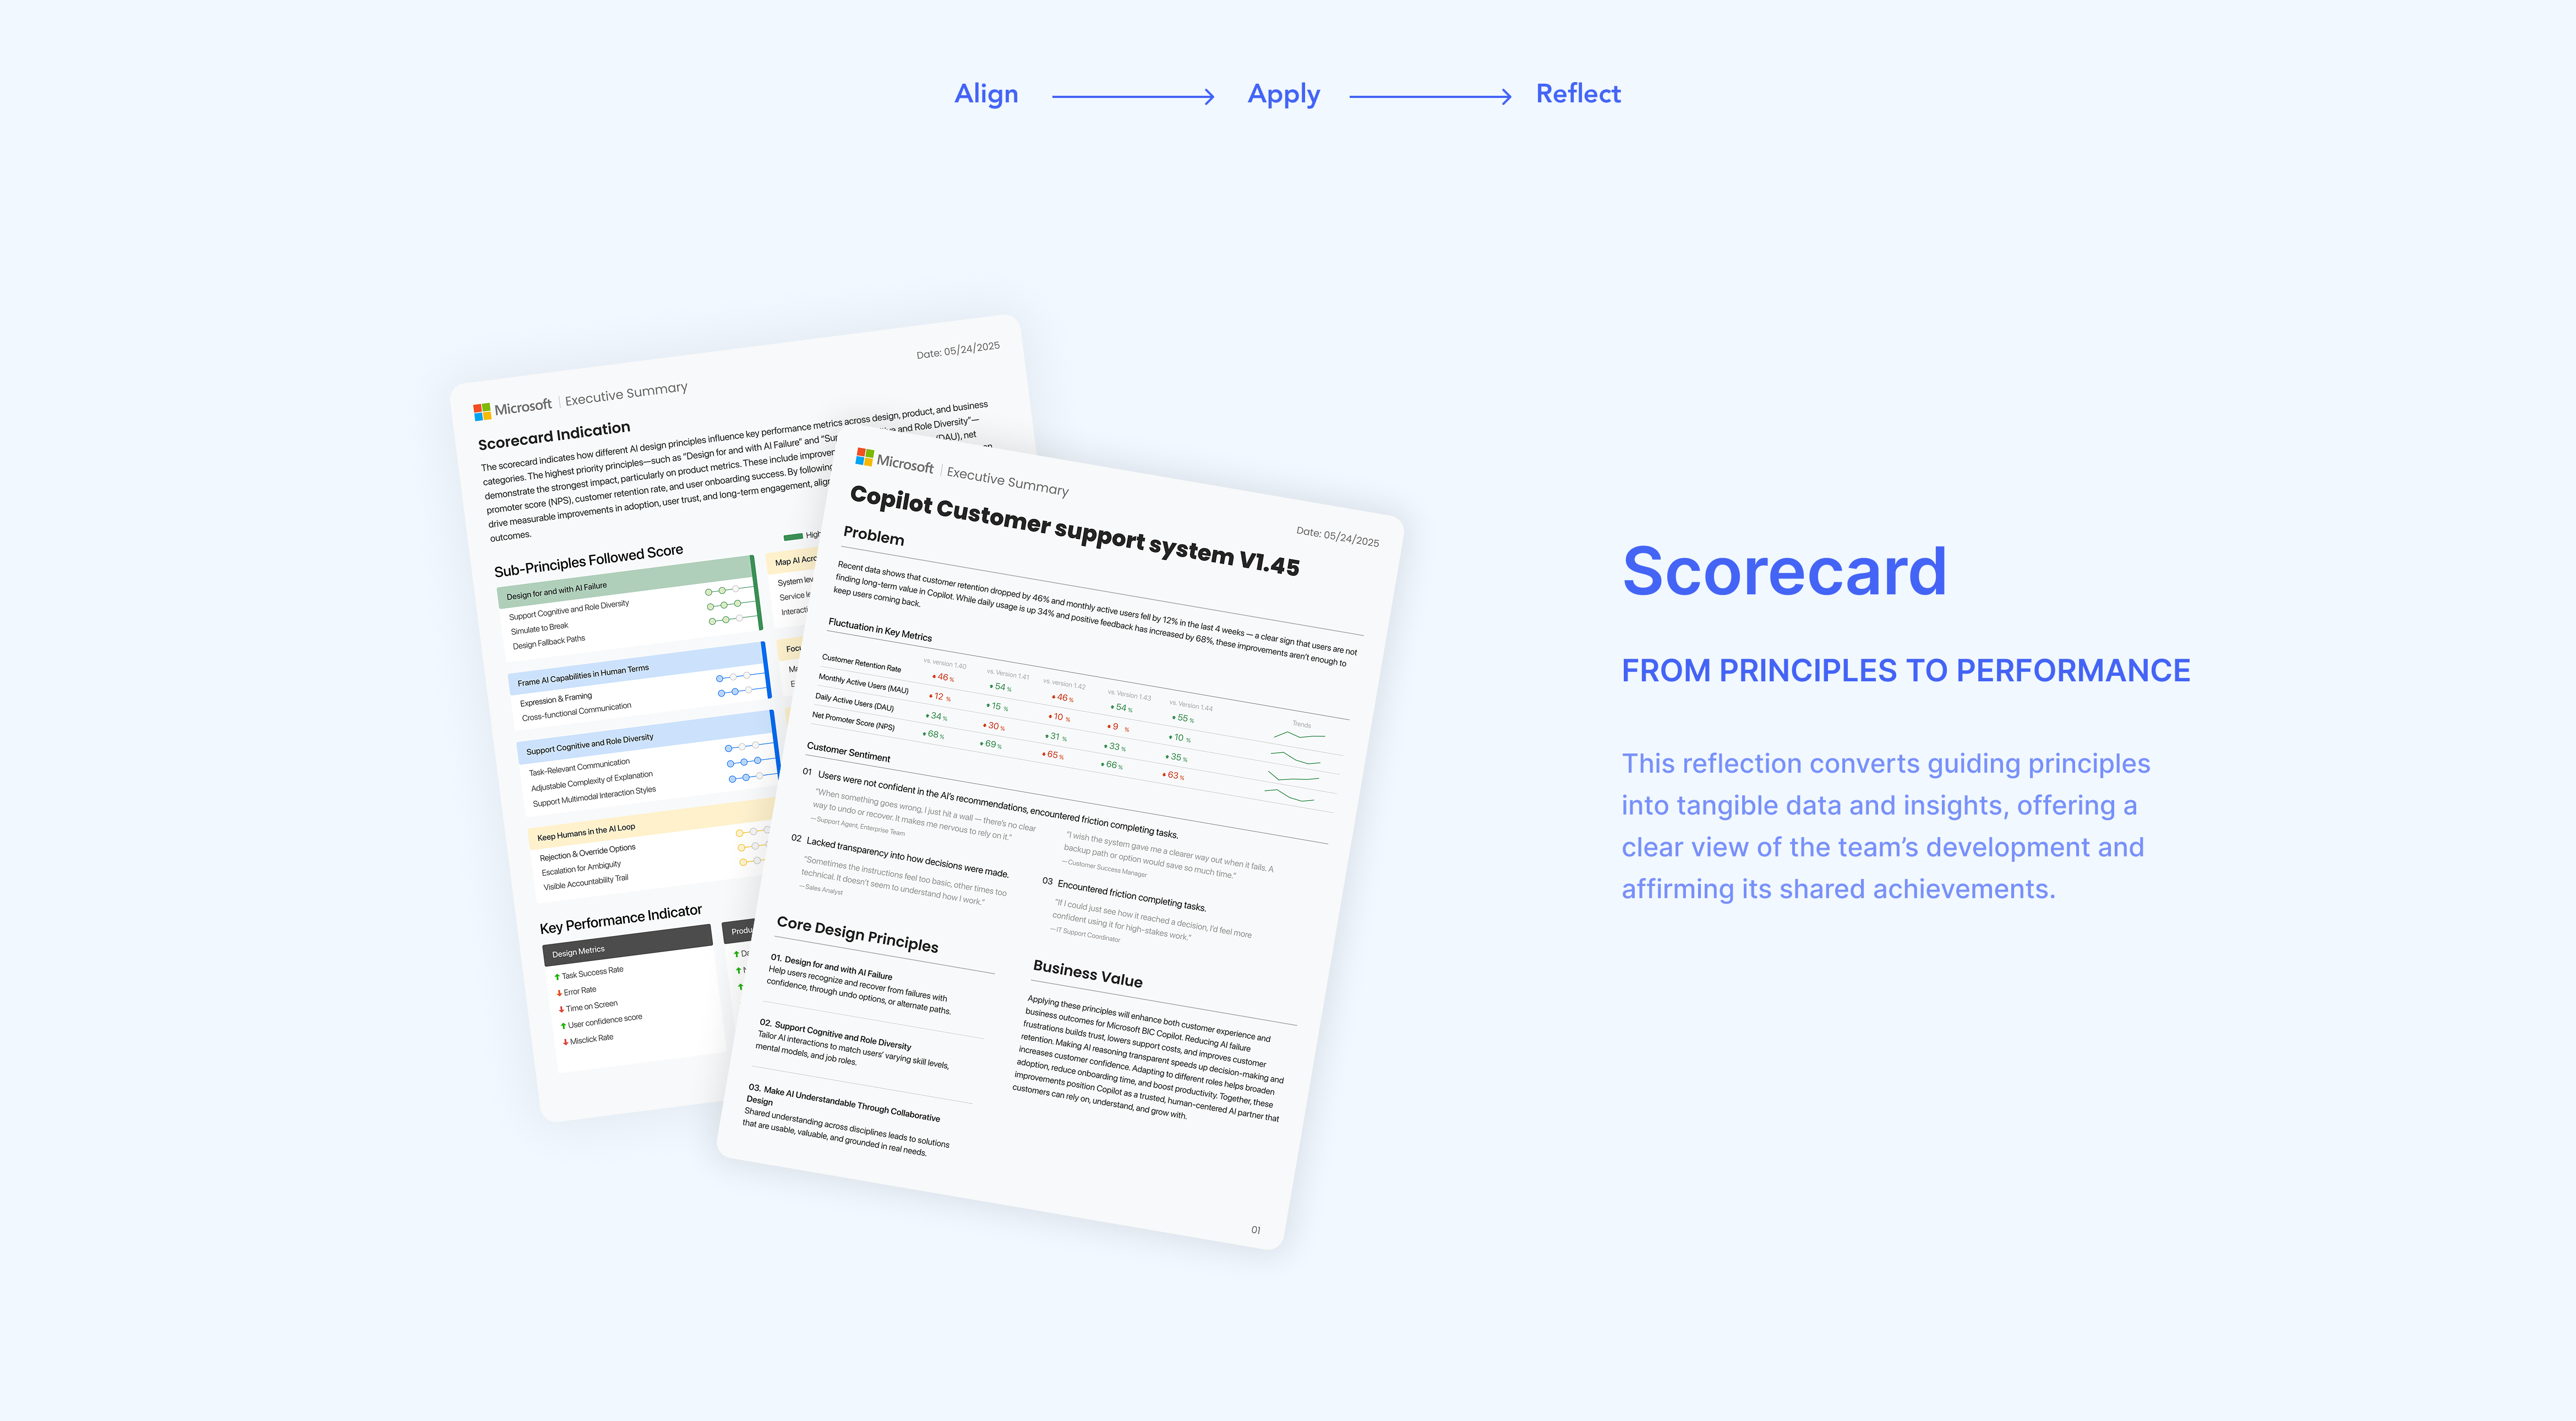 Align
Apply
Reflect
Date: 05/24/2025
Microsoft | Executive Summary
Scorecard Indication
The scorecard indicates how different AI design principles influence key performance metrics across design, product, and business
categories. The highest priority principles—such as "Design for and with AI Failure" and "Sup and Role Diversity"—
demonstrate the strongest impact, particularly on product metrics. These include improve (DAU), net
promoter score (NPS), customer retention rate, and user onboarding success. By following
drive measurable improvements in adoption, user trust, and long-term engagement, align
outcomes.
Sub-Principles Followed Score
High
Design for and with AI Failure
Support Cognitive and Role Diversity
Simulate to Break
Design Fallback Paths
Map AI Acro
System lev
Service le
Interacti
Frame AI Capabilities in Human Terms
Expression & Framing
Cross-functional Communication
Focu
Ma
E
Support Cognitive and Role Diversity
Task-Relevant Communication
Adjustable Complexity of Explanation
Support Multimodal Interaction Styles
Keep Humans in the AI Loop
Rejection & Override Options
Escalation for Ambiguity
Visible Accountability Trail
Key Performance Indicator
Design Metrics
Task Success Rate
Error Rate
Time on Screen
User confidence score
Misclick Rate
Produ
Da
N
Microsoft | Executive Summary
Date: 05/24/2025
Copilot Customer support system V1.45
Problem
Recent data shows that customer retention dropped by 46% and monthly active users fell by 12% in the last 4 weeks — a clear sign that users are not
finding long-term value in Copilot. While daily usage is up 34% and positive feedback has increased by 68%, these improvements aren't enough to
keep users coming back.
Fluctuation in Key Metrics
vs. version 1.40 vs. Version 1.41 vs. version 1.42 vs. Version 1.43 vs. Version 1.44 Trends
Customer Retention Rate 46 % 54 % 46 % 54 % 55 %
Monthly Active Users (MAU) 12 % 15 % 10 % 9 % 10 %
Daily Active Users (DAU) 34 % 30 % 31 % 33 % 35 %
Net Promoter Score (NPS) 68 % 69 % 65 % 66 % 63 %
Customer Sentiment
01 Users were not confident in the AI's recommendations, encountered friction completing tasks.
"When something goes wrong, I just hit a wall — there's no clear
way to undo or recover. It makes me nervous to rely on it."
—Support Agent, Enterprise Team
"I wish the system gave me a clearer way out when it fails. A
backup path or option would save so much time."
—Customer Success Manager
02 Lacked transparency into how decisions were made.
"Sometimes the instructions feel too basic, other times too
technical. It doesn't seem to understand how I work."
—Sales Analyst
03 Encountered friction completing tasks.
"If I could just see how it reached a decision, I'd feel more
confident using it for high-stakes work."
—IT Support Coordinator
Core Design Principles
01. Design for and with AI Failure
Help users recognize and recover from failures with
confidence, through undo options, or alternate paths.
02. Support Cognitive and Role Diversity
Tailor AI interactions to match users' varying skill levels,
mental models, and job roles.
03. Make AI Understandable Through Collaborative
Design
Shared understanding across disciplines leads to solutions
that are usable, valuable, and grounded in real needs.
Business Value
Applying these principles will enhance both customer experience and
business outcomes for Microsoft BIC Copilot. Reducing AI failure
frustrations builds trust, lowers support costs, and improves customer
retention. Making AI reasoning transparent speeds up decision-making and
increases customer confidence. Adapting to different roles helps broaden
adoption, reduce onboarding time, and boost productivity. Together, these
improvements position Copilot as a trusted, human-centered AI partner that
customers can rely on, understand, and grow with.
01
Scorecard
FROM PRINCIPLES TO PERFORMANCE
This reflection converts guiding principles
into tangible data and insights, offering a
clear view of the team's development and
affirming its shared achievements.